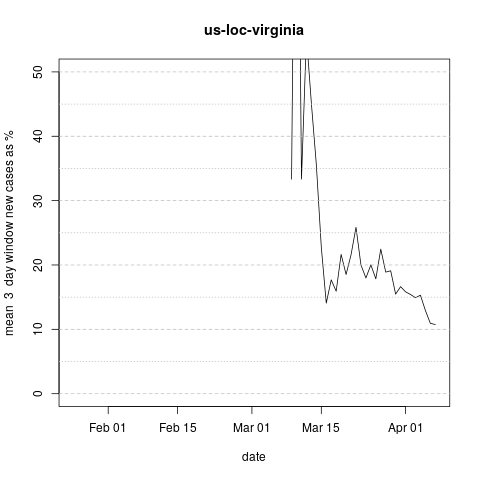 us-loc-virginia
mean 3 day window new cases as %
50
40
30
20
10
0
Feb 01
Feb 15
Mar 01
Mar 15
Apr 01
date